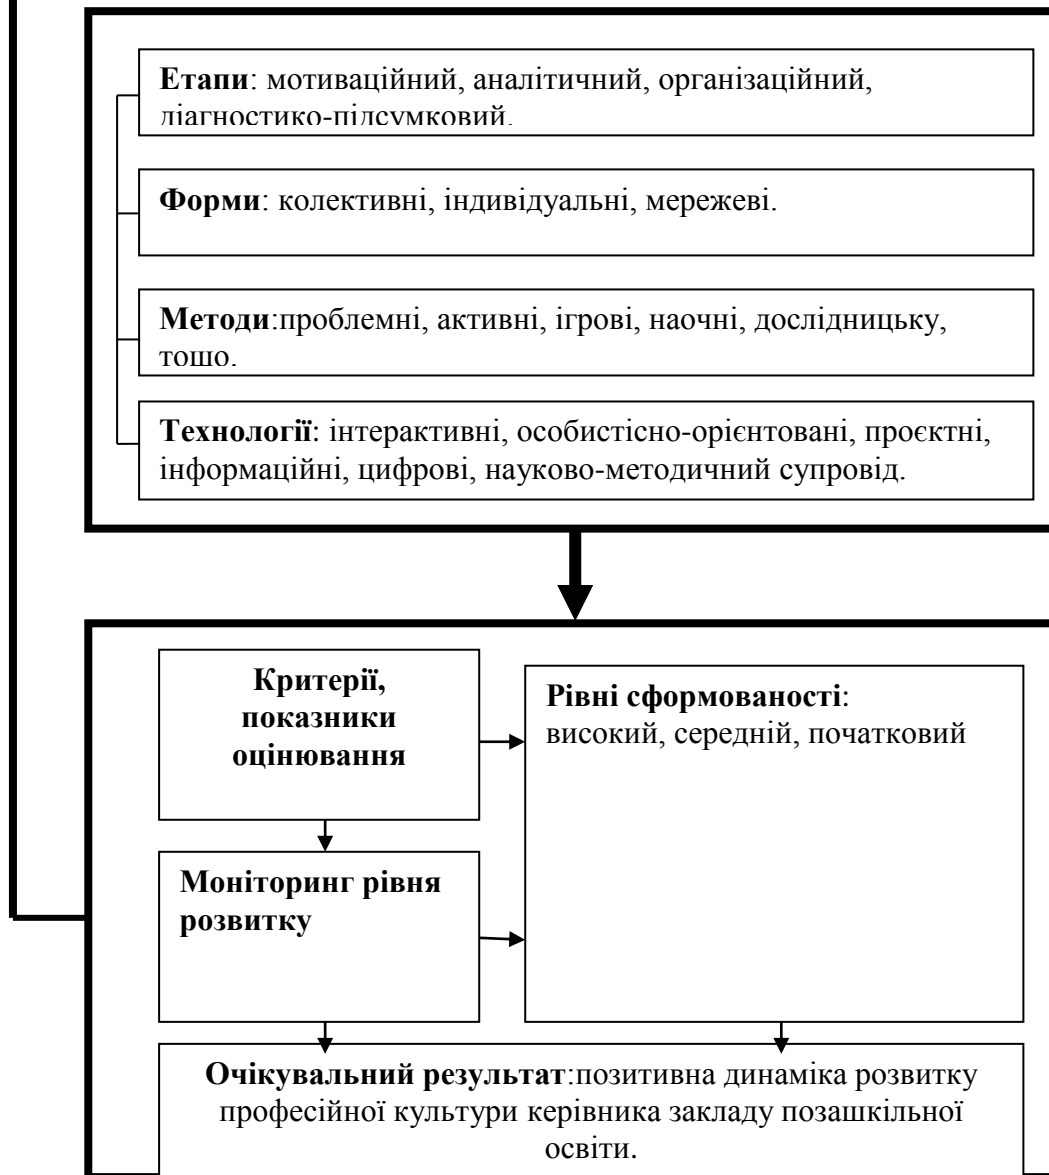 Етапи: мотиваційний, аналітичний, організаційний,
діагностико-підсумковий.
Форми: колективні, індивідуальні, мережеві.
Методи:проблемні, активні, ігрові, наочні, дослідницьку,
тощо.
Технології: інтерактивні, особистісно-орієнтовані, проєктні,
інформаційні, цифрові, науково-методичний супровід.
Критерії,
показники
оцінювання
Рівні сформованості:
високий, середній, початковий
Моніторинг рівня
розвитку
Очікувальний результат:позитивна динаміка розвитку
професійної культури керівника закладу позашкільної
освіти.